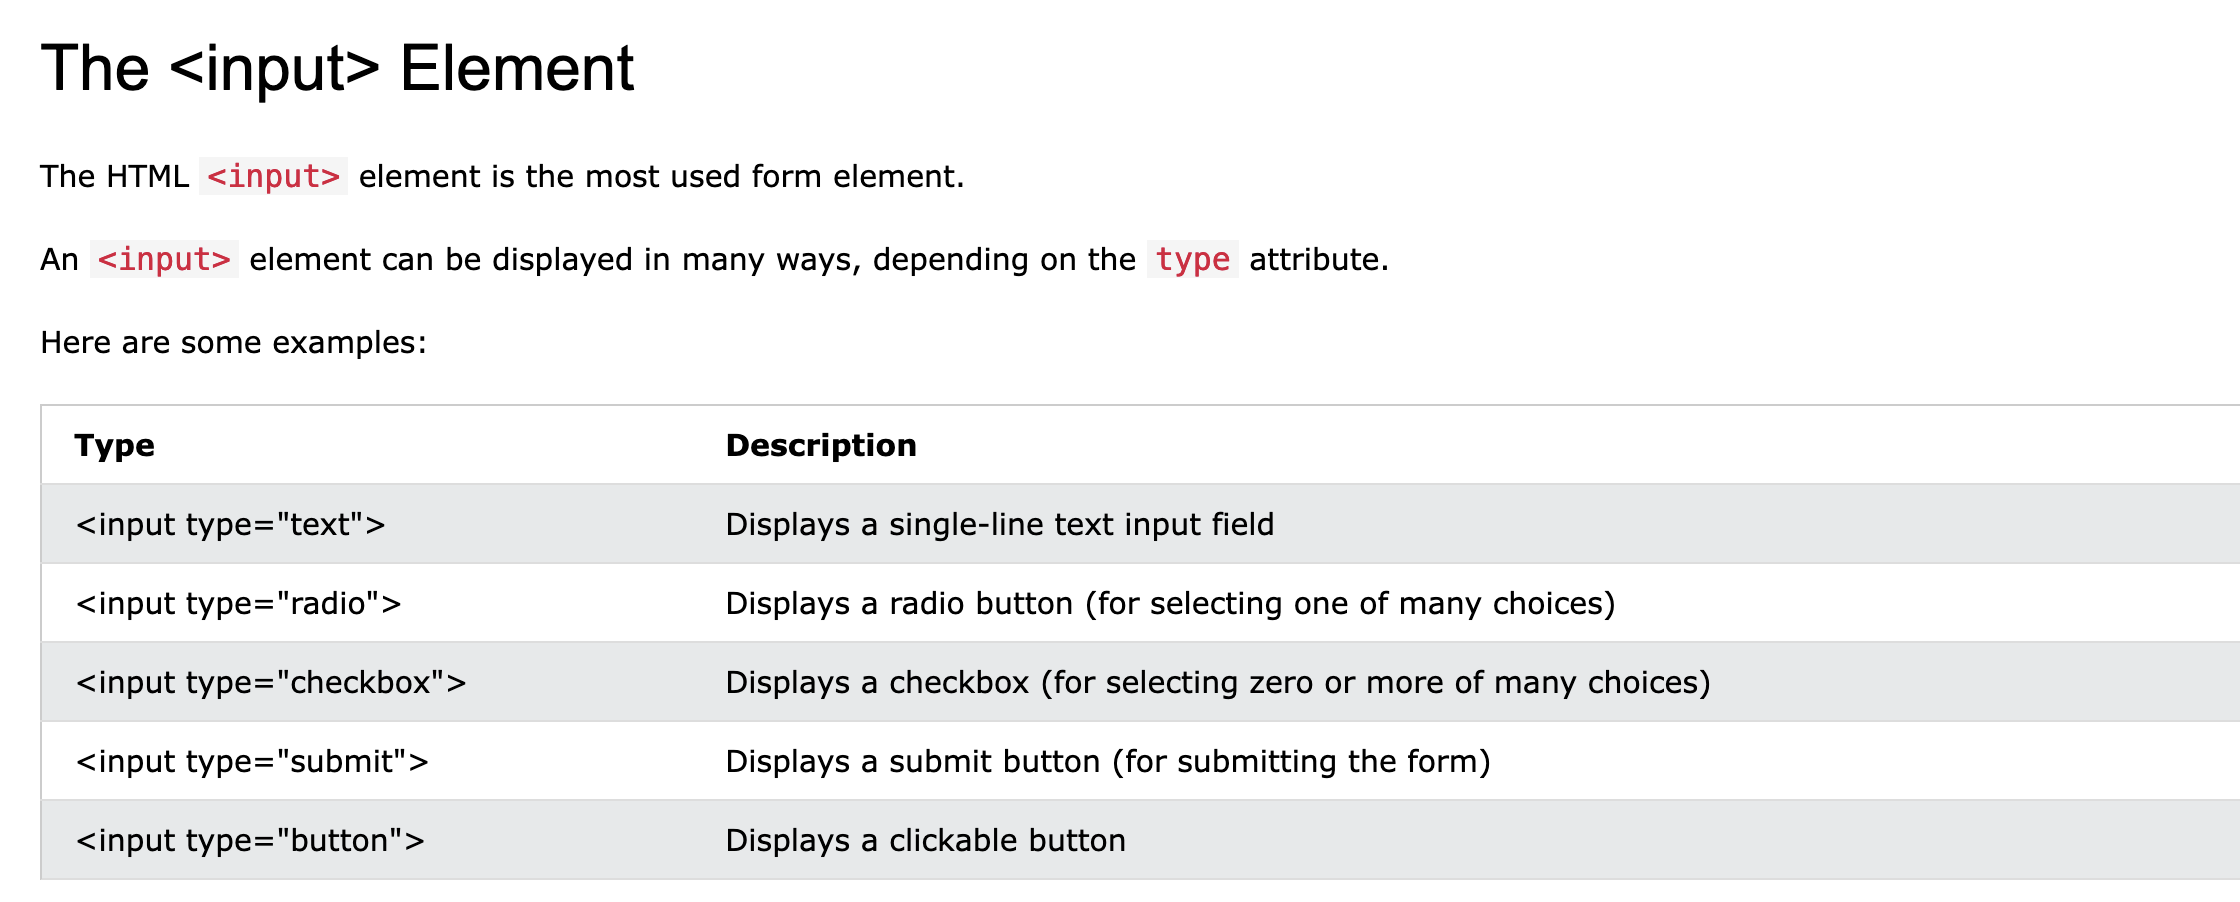 The <input> Element
The HTML <input> element is the most used form element.
An <input> element can be displayed in many ways, depending on the type attribute.
Here are some examples:
Type Description
<input type="text"> Displays a single-line text input field
<input type="radio"> Displays a radio button (for selecting one of many choices)
<input type="checkbox"> Displays a checkbox (for selecting zero or more of many choices)
<input type="submit"> Displays a submit button (for submitting the form)
<input type="button"> Displays a clickable button